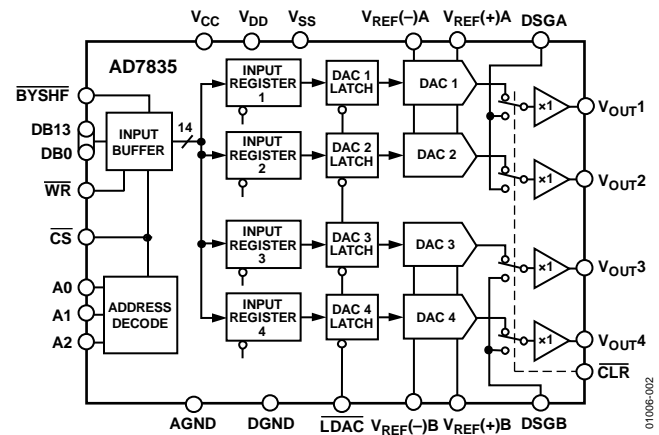 VCC VDD VSS VREF(–)A VREF(+)A DSGA
AD7835
BYSHF
DB13
DB0
WR
CS
A0
A1
A2
INPUT
BUFFER
14
ADDRESS
DECODE
INPUT
REGISTER
1
DAC 1
LATCH
DAC 1
×1
VOUT1
INPUT
REGISTER
2
DAC 2
LATCH
DAC 2
×1
VOUT2
INPUT
REGISTER
3
DAC 3
LATCH
DAC 3
×1
VOUT3
INPUT
REGISTER
4
DAC 4
LATCH
DAC 4
×1
VOUT4
CLR
AGND DGND LDAC VREF(–)B VREF(+)B DSGB
01006-002